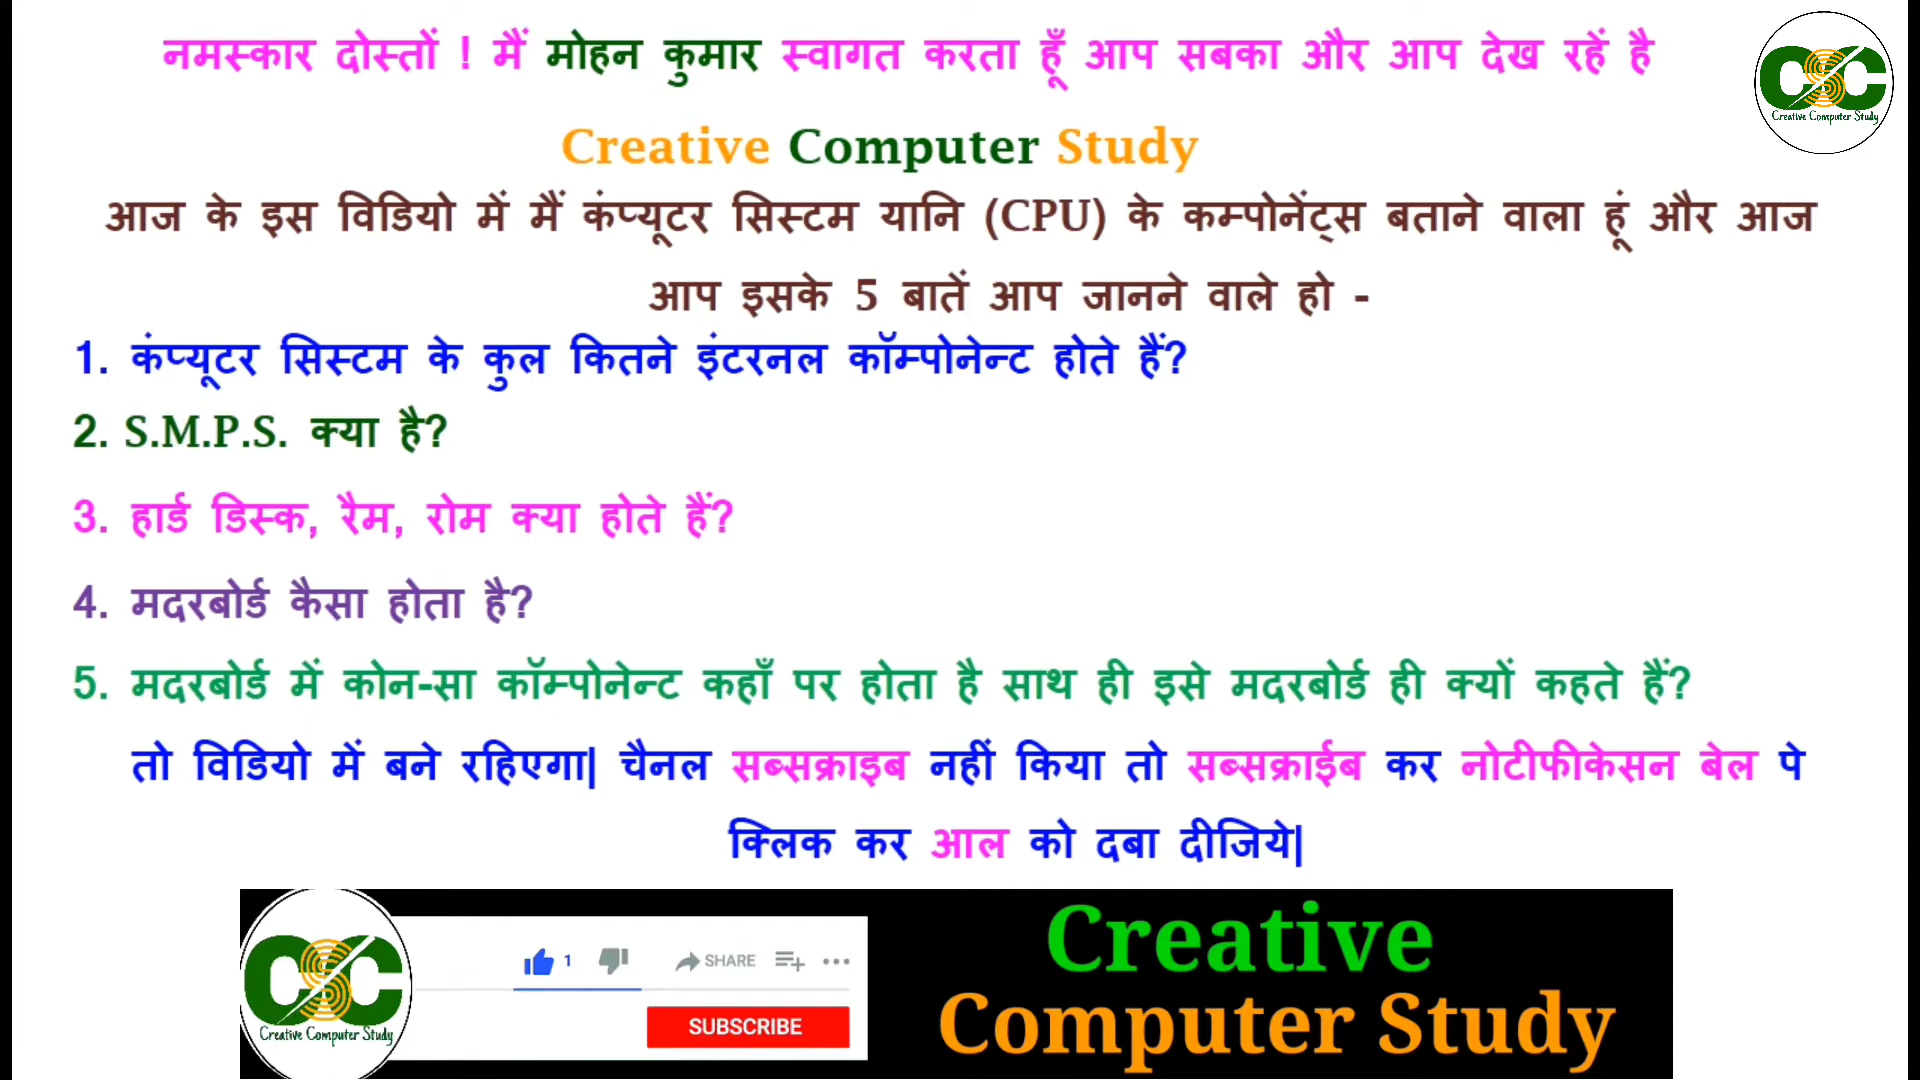 नमस्कार दोस्तों ! मैं मोहन कुमार स्वागत करता हूँ आप सबका और आप देख रहें है
CSC
Creative Computer Study
Creative Computer Study
आज के इस विडियो में मैं कंप्यूटर सिस्टम यानि (CPU) के कम्पोनेंट्स बताने वाला हूं और आज
आप इसके 5 बातें आप जानने वाले हो -
1. कंप्यूटर सिस्टम के कुल कितने इंटरनल कॉम्पोनेन्ट होते हैं?
2. S.M.P.S. क्या है?
3. हार्ड डिस्क, रैम, रोम क्या होते हैं?
4. मदरबोर्ड कैसा होता है?
5. मदरबोर्ड में कोन-सा कॉम्पोनेन्ट कहाँ पर होता है साथ ही इसे मदरबोर्ड ही क्यों कहते हैं?
तो विडियो में बने रहिएगा| चैनल सब्सक्राइब नहीं किया तो सब्सक्राईब कर नोटीफीकेसन बेल पे
क्लिक कर आल को दबा दीजिये|
CSC
Creative Computer Study
1 SHARE
SUBSCRIBE
Creative
Computer Study